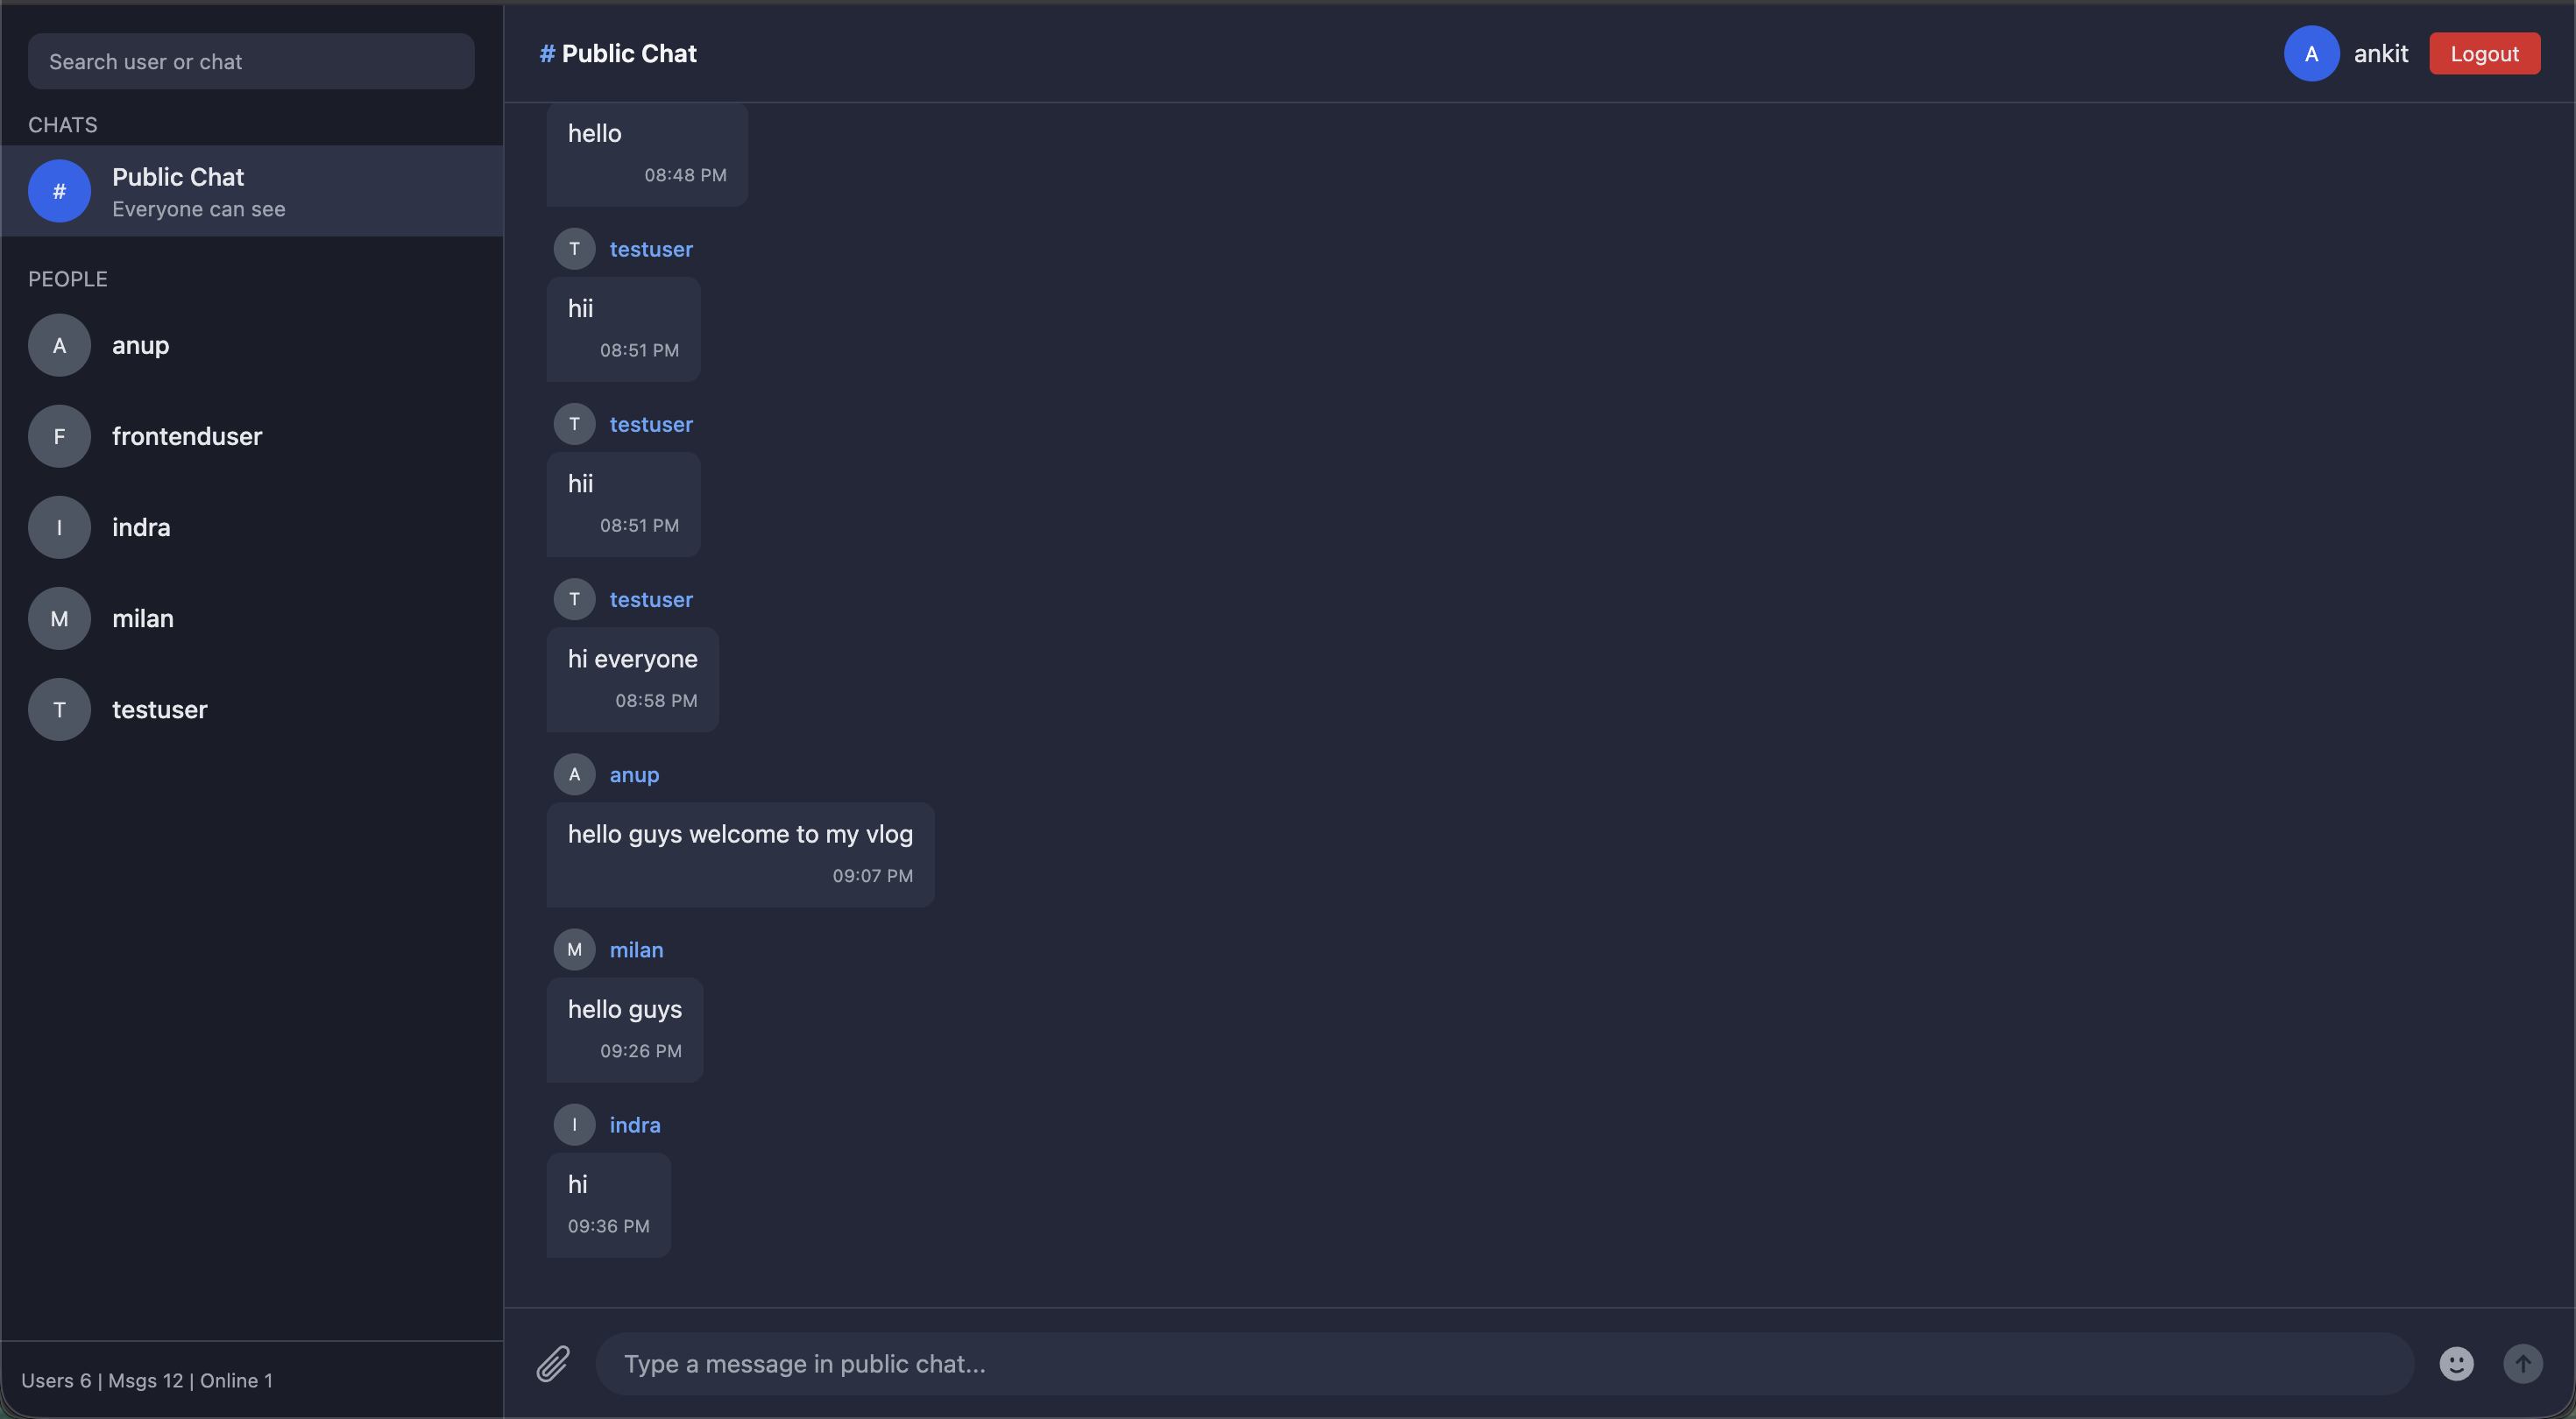 Search user or chat
CHATS
#
Public Chat
Everyone can see
PEOPLE
A
anup
F
frontenduser
I
indra
M
milan
T
testuser
Users 6 | Msgs 12 | Online 1
# Public Chat
A
ankit
Logout
hello
08:48 PM
T
testuser
hii
08:51 PM
T
testuser
hii
08:51 PM
T
testuser
hi everyone
08:58 PM
A
anup
hello guys welcome to my vlog
09:07 PM
M
milan
hello guys
09:26 PM
I
indra
hi
09:36 PM
Type a message in public chat...